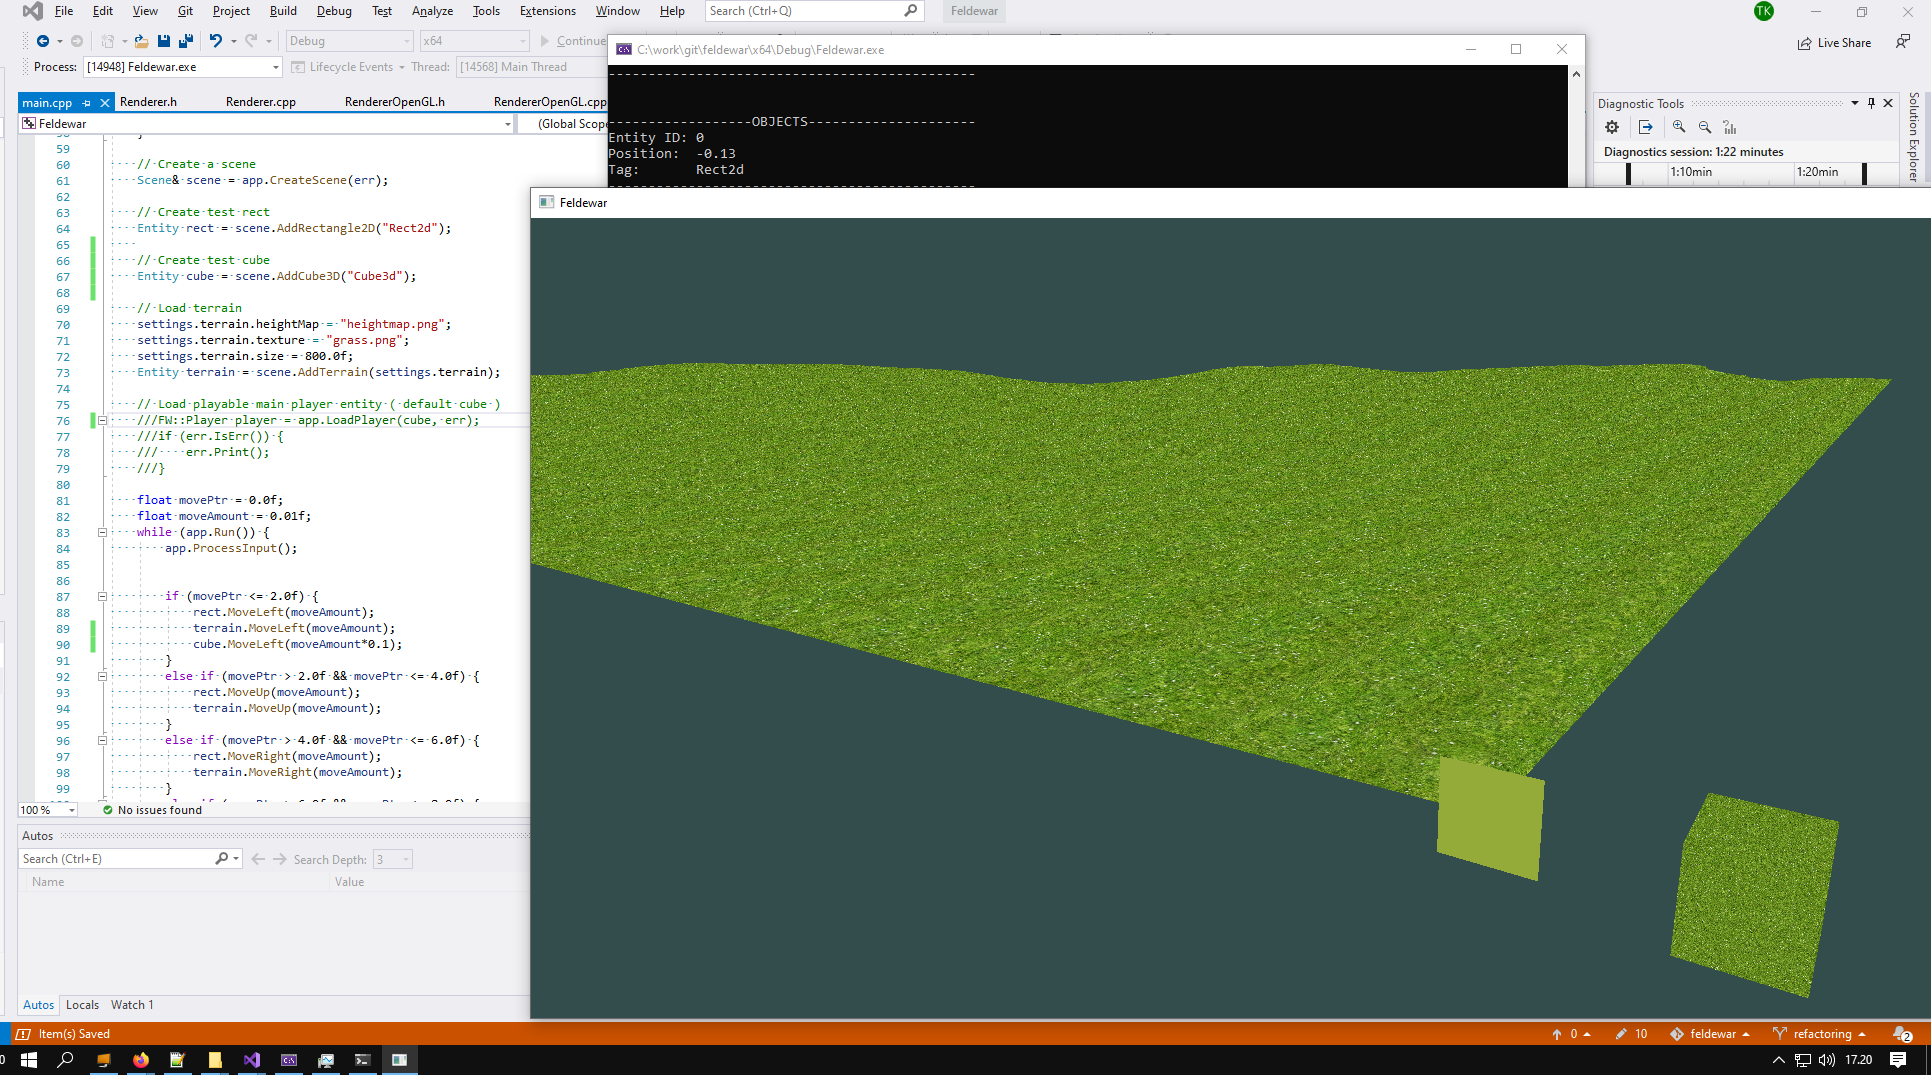 File Edit View Git Project Build Debug Test Analyze Tools Extensions Window Help Search (Ctrl+Q) Feldewar TK
Debug x64 Continue
Live Share
Process: [14948] Feldewar.exe Lifecycle Events Thread: [14568] Main Thread
main.cpp Renderer.h Renderer.cpp RendererOpenGL.h RendererOpenGL.cpp
Feldewar (Global Scope
59
60 // Create a scene
61 Scene& scene = app.CreateScene(err);
62
63 // Create test rect
64 Entity rect = scene.AddRectangle2D("Rect2d");
65
66 // Create test cube
67 Entity cube = scene.AddCube3D("Cube3d");
68
69 // Load terrain
70 settings.terrain.heightMap = "heightmap.png";
71 settings.terrain.texture = "grass.png";
72 settings.terrain.size = 800.0f;
73 Entity terrain = scene.AddTerrain(settings.terrain);
74
75 // Load playable main player entity ( default cube )
76 ///FW::Player player = app.LoadPlayer(cube, err);
77 ///if (err.IsErr()) {
78 /// err.Print();
79 ///}
80
81 float movePtr = 0.0f;
82 float moveAmount = 0.01f;
83 while (app.Run()) {
84 app.ProcessInput();
85
86
87 if (movePtr <= 2.0f) {
88 rect.MoveLeft(moveAmount);
89 terrain.MoveLeft(moveAmount);
90 cube.MoveLeft(moveAmount*0.1);
91 }
92 else if (movePtr > 2.0f && movePtr <= 4.0f) {
93 rect.MoveUp(moveAmount);
94 terrain.MoveUp(moveAmount);
95 }
96 else if (movePtr > 4.0f && movePtr <= 6.0f) {
97 rect.MoveRight(moveAmount);
98 terrain.MoveRight(moveAmount);
99 }
100 % No issues found
Autos
Search (Ctrl+E) Search Depth: 3
Name Value
Autos Locals Watch 1
C:\work\git\feldewar\x64\Debug\Feldewar.exe
----------------------------------------------
------------------OBJECTS---------------------
Entity ID: 0
Position: -0.13
Tag: Rect2d
----------------------------------------------
Feldewar
Diagnostic Tools
Diagnostics session: 1:22 minutes
1:10min 1:20min
Solution Explorer
Item(s) Saved 0 10 feldewar refactoring 2
17.20